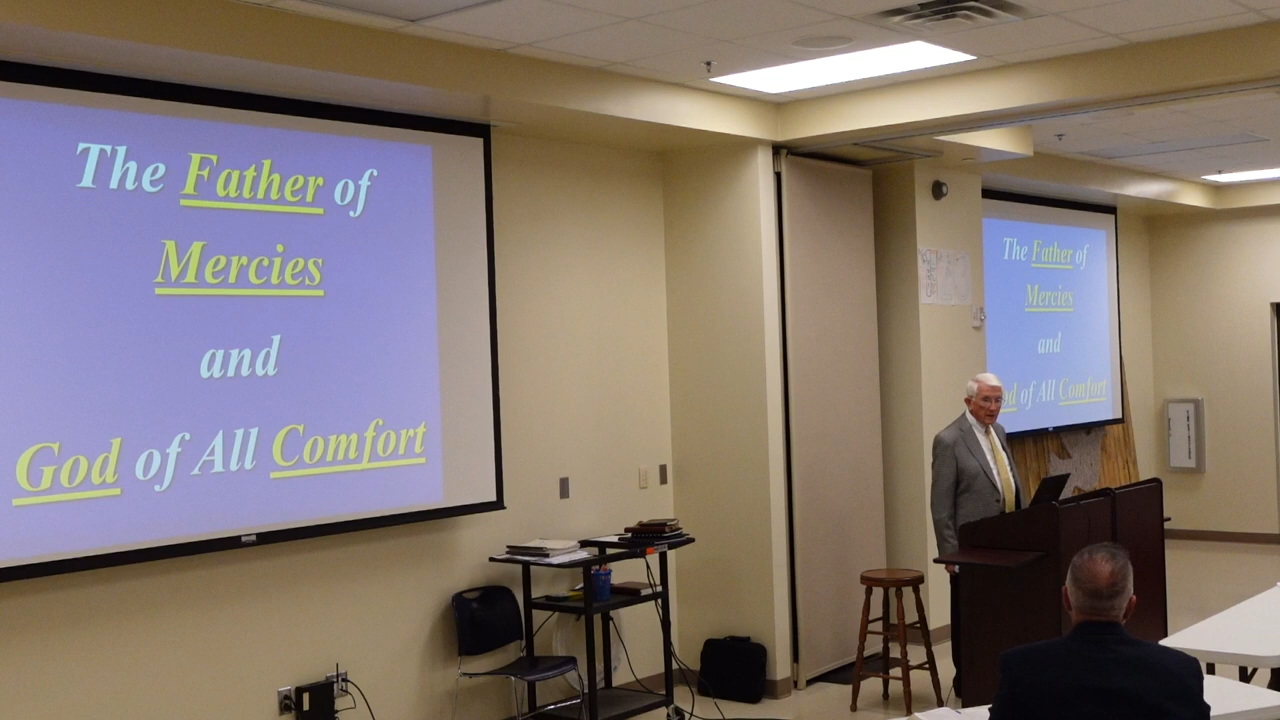 The Father of
Mercies
and
God of All Comfort
The Father of
Mercies
and
God of All Comfort